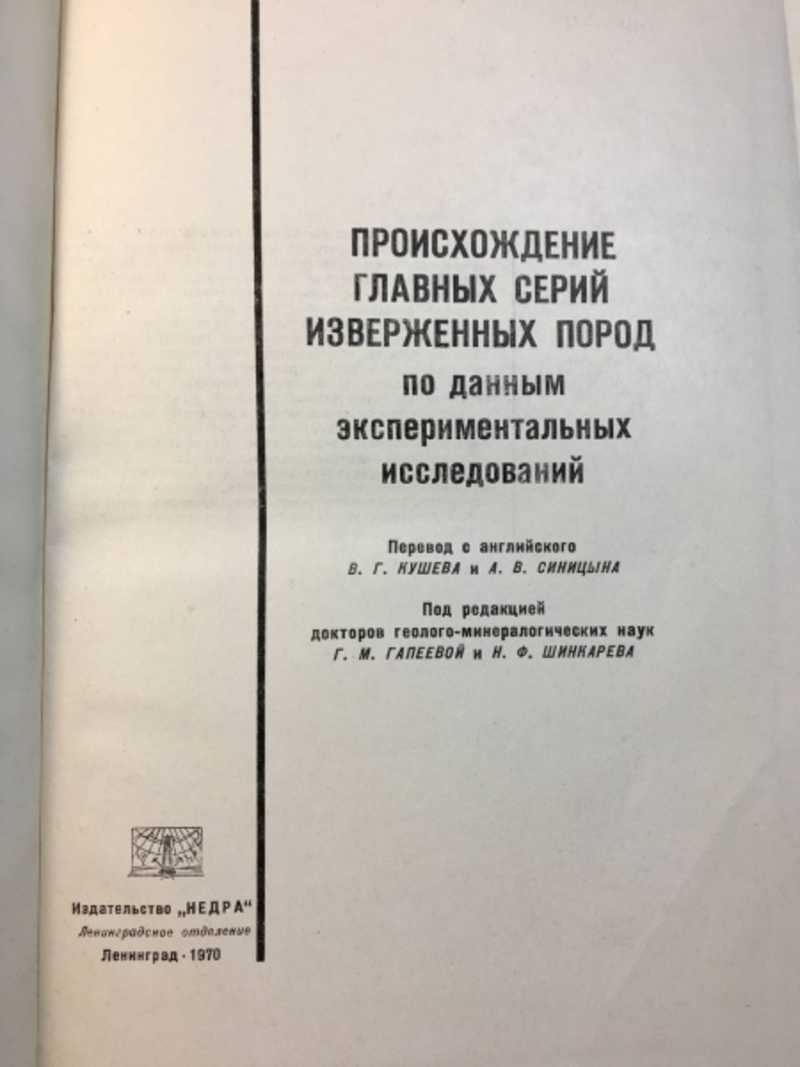 ПРОИСХОЖДЕНИЕ
ГЛАВНЫХ СЕРИЙ
ИЗВЕРЖЕННЫХ ПОРОД
по данным
экспериментальных
исследований
Перевод с английского
В. Г. КУШЕВА и А. В. СИНИЦЫНА
Под редакцией
докторов геолого-минералогических наук
Г. М. ГАПЕЕВОЙ и Н. Ф. ШИНКАРЕВА
Издательство „НЕДРА“
Ленинградское отделение
Ленинград · 1970